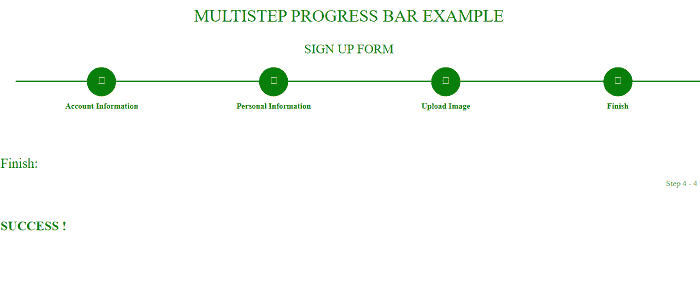 MULTISTEP PROGRESS BAR EXAMPLE
SIGN UP FORM
Account Information Personal Information Upload Image Finish
Finish:
Step 4 - 4
SUCCESS !